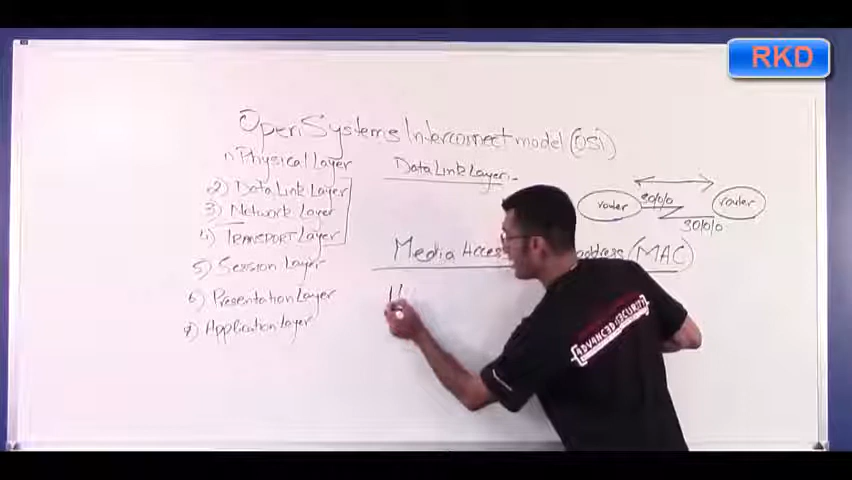 RKD
Open Systems Interconnect model (OSI)
1) Physical Layer
2) Data Link Layer
3) Network Layer
4) TRANSPORT Layer
5) Session Layer
6) Presentation Layer
7) Application Layer
Data Link Layer:-
router 30/0/0 router
30/0/0
Media Access address (MAC)
ADVANCED SECURITY